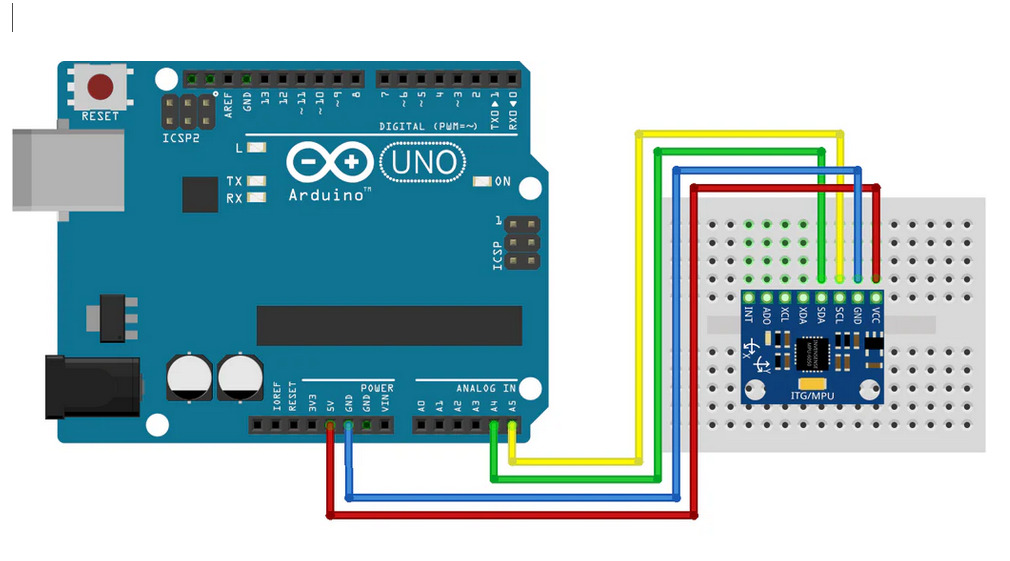 RESET
ICSP2
AREF
GND
13
12
~11
~10
~9
8
7
~6
~5
4
~3
2
TXO▶1
RXO◀0
DIGITAL (PWM=~)
L
TX
RX
UNO
Arduino™
ON
1
ICSP
IOREF
RESET
3V3
5V
GND
GND
VIN
POWER
A0
A1
A2
A3
A4
A5
ANALOG IN
INT
ADO
XCL
XDA
SDA
SCL
GND
VCC
X
Y
ITG/MPU